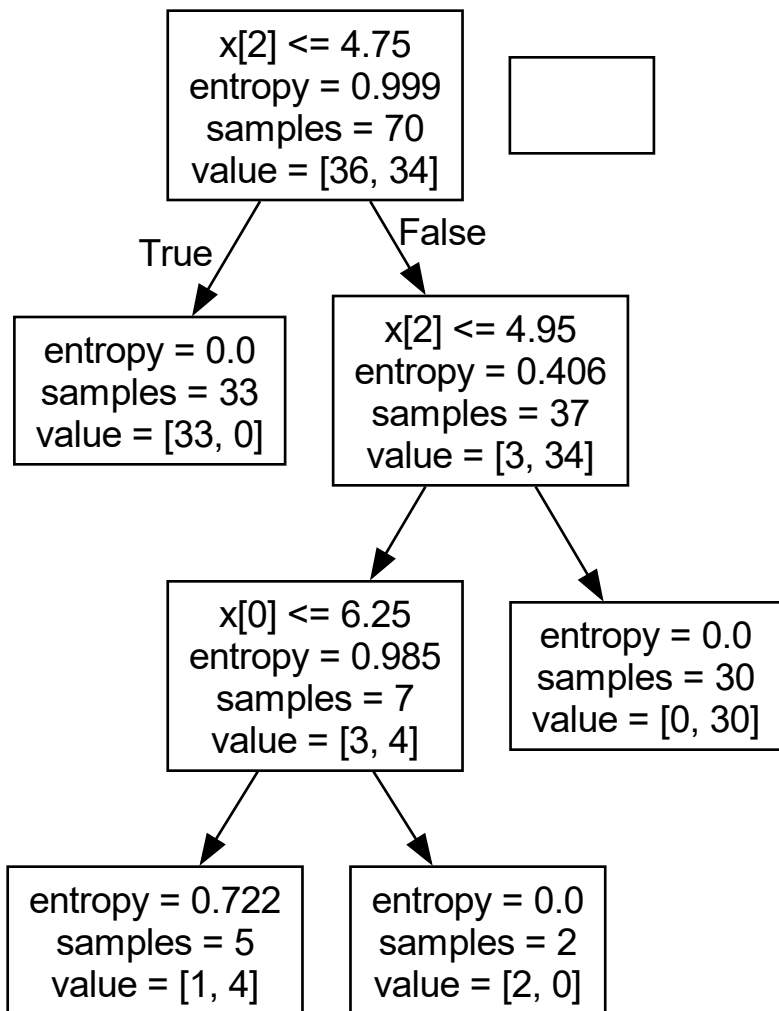 x[2] <= 4.75
entropy = 0.999
samples = 70
value = [36, 34]
True
False
entropy = 0.0
samples = 33
value = [33, 0]
x[2] <= 4.95
entropy = 0.406
samples = 37
value = [3, 34]
x[0] <= 6.25
entropy = 0.985
samples = 7
value = [3, 4]
entropy = 0.0
samples = 30
value = [0, 30]
entropy = 0.722
samples = 5
value = [1, 4]
entropy = 0.0
samples = 2
value = [2, 0]